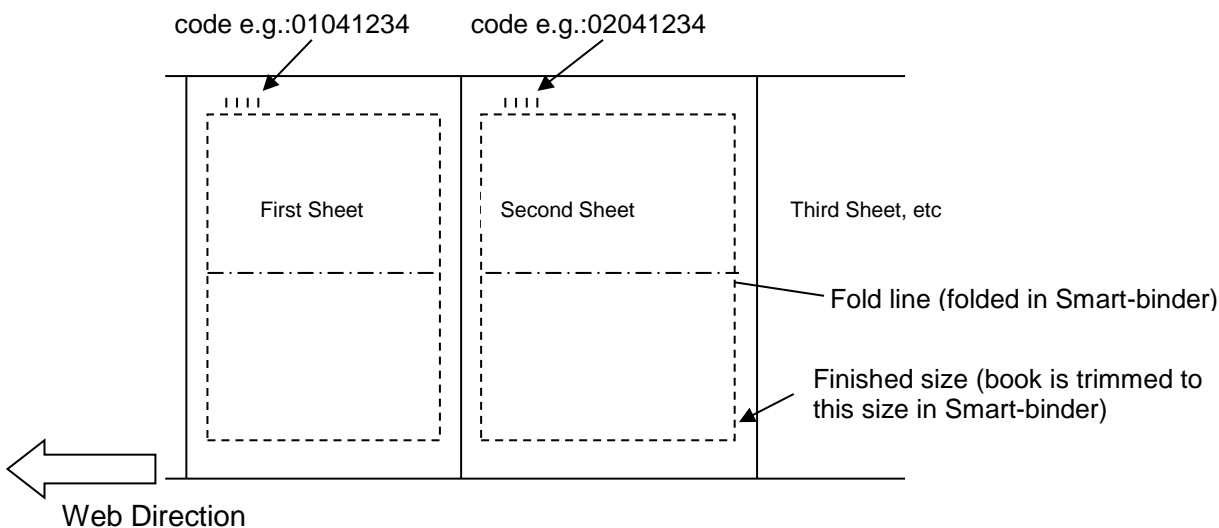 code e.g.:01041234
code e.g.:02041234
First Sheet
Second Sheet
Third Sheet, etc
Fold line (folded in Smart-binder)
Finished size (book is trimmed to
this size in Smart-binder)
Web Direction